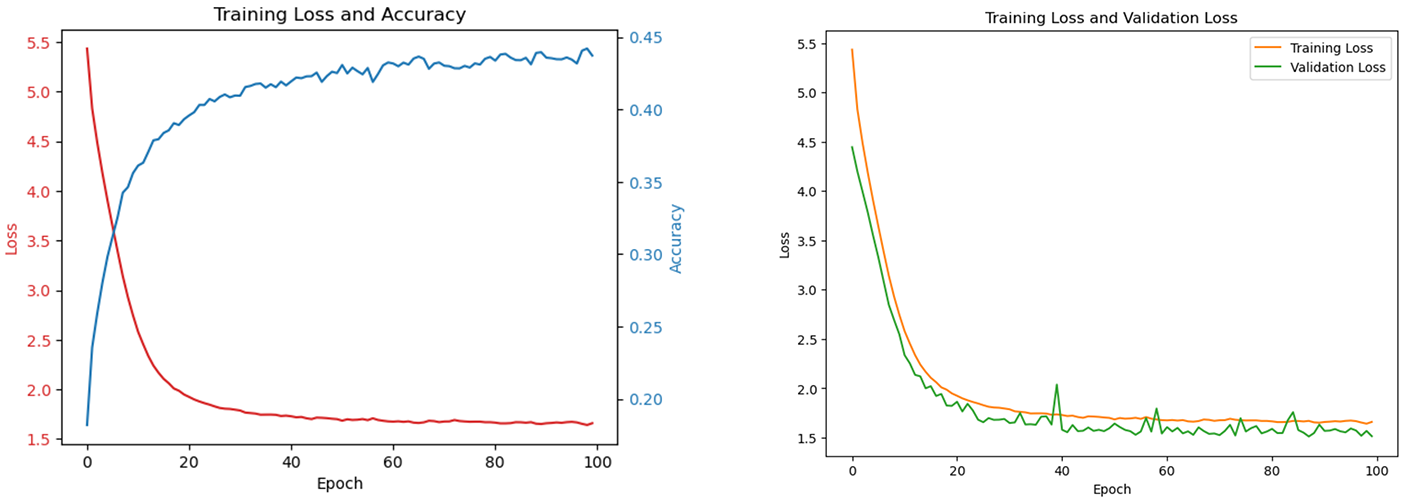 Training Loss and Accuracy
5.5
5.0
4.5
4.0
3.5
3.0
2.5
2.0
1.5
Loss
0.45
0.40
0.35
0.30
0.25
0.20
Accuracy
0 20 40 60 80 100
Epoch
Training Loss and Validation Loss
Training Loss
Validation Loss
5.5
5.0
4.5
4.0
3.5
3.0
2.5
2.0
1.5
Loss
0 20 40 60 80 100
Epoch